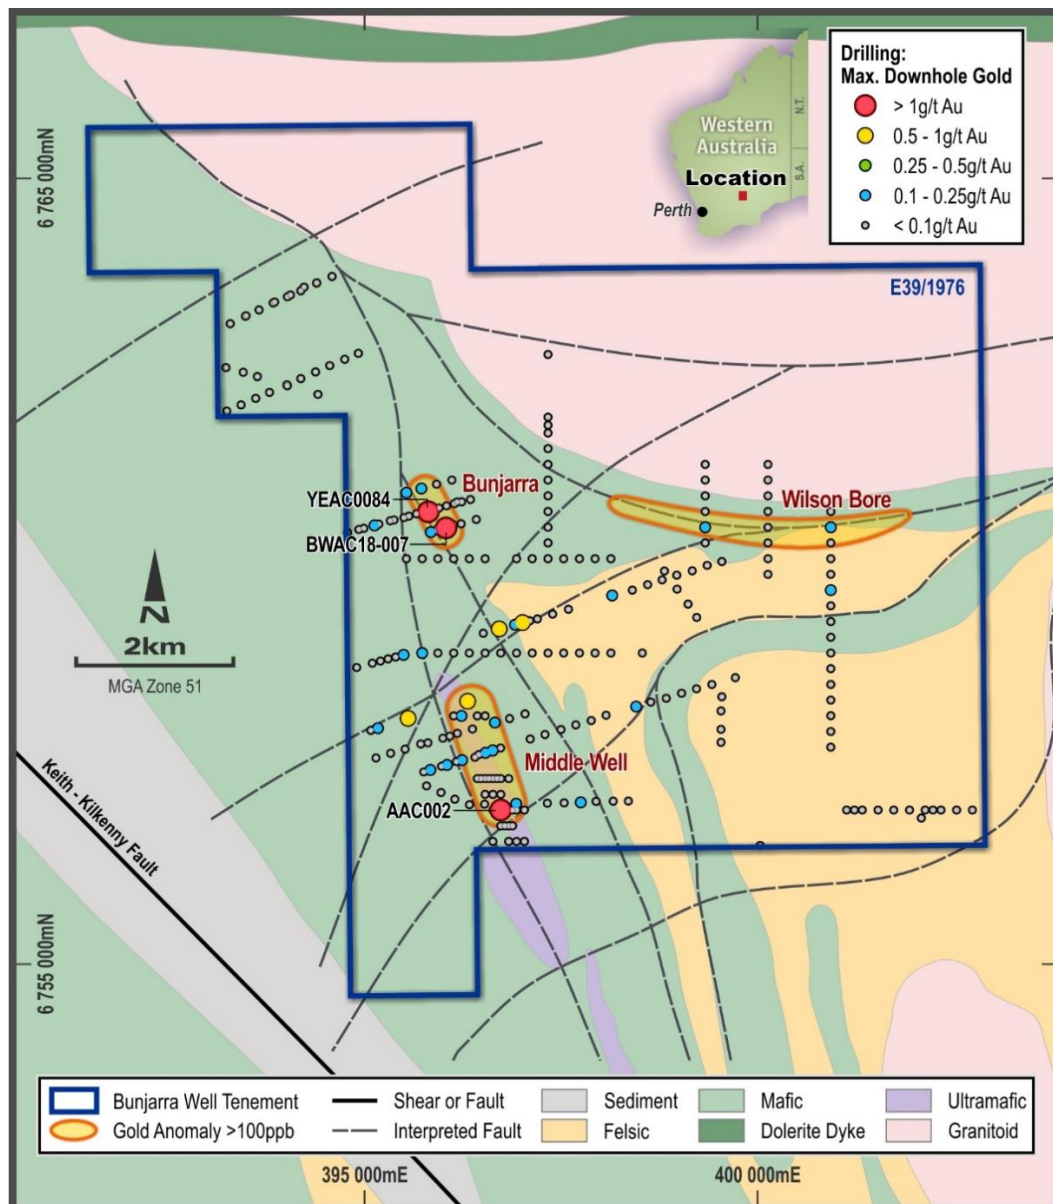 Drilling:
Max. Downhole Gold
> 1g/t Au
0.5 - 1g/t Au
0.25 - 0.5g/t Au
0.1 - 0.25g/t Au
< 0.1g/t Au
Western
Australia
N.T.
S.A.
Location
Perth
6 765 000mN
E39/1976
YEAC0084
Bunjarra
Wilson Bore
BWAC18-007
N
2km
MGA Zone 51
Middle Well
AAC002
Keith - Kilkenny Fault
6 755 000mN
Bunjarra Well Tenement
Shear or Fault
Sediment
Mafic
Ultramafic
Gold Anomaly >100ppb
Interpreted Fault
Felsic
Dolerite Dyke
Granitoid
395 000mE
400 000mE